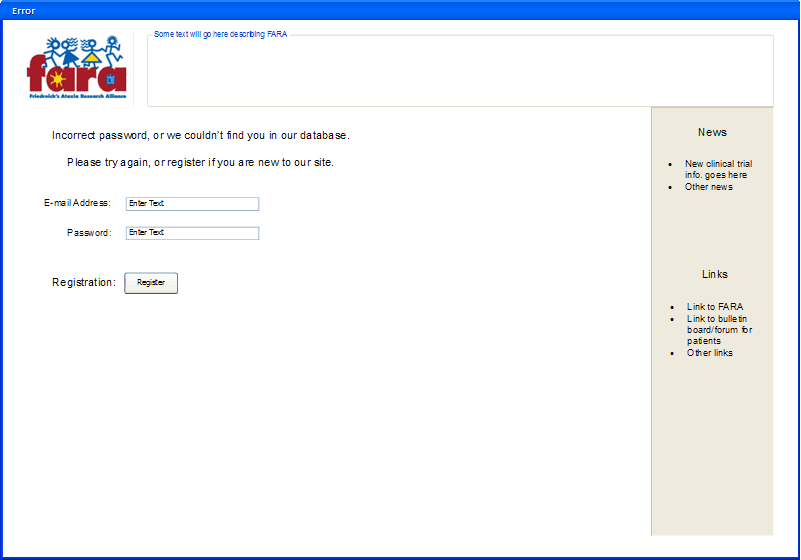 Error
Some text will go here describing FARA
fara
Friedreich's Ataxia Research Alliance
Incorrect password, or we couldn't find you in our database.
Please try again, or register if you are new to our site.
E-mail Address:
Enter Text
Password:
Enter Text
Registration:
Register
News
• New clinical trial
info. goes here
• Other news
Links
• Link to FARA
• Link to bulletin
board/forum for
patients
• Other links